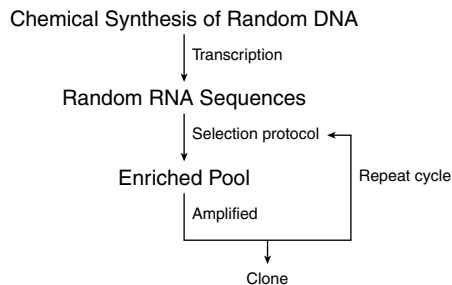 Chemical Synthesis of Random DNA
Transcription
Random RNA Sequences
Selection protocol
Enriched Pool
Repeat cycle
Amplified
Clone